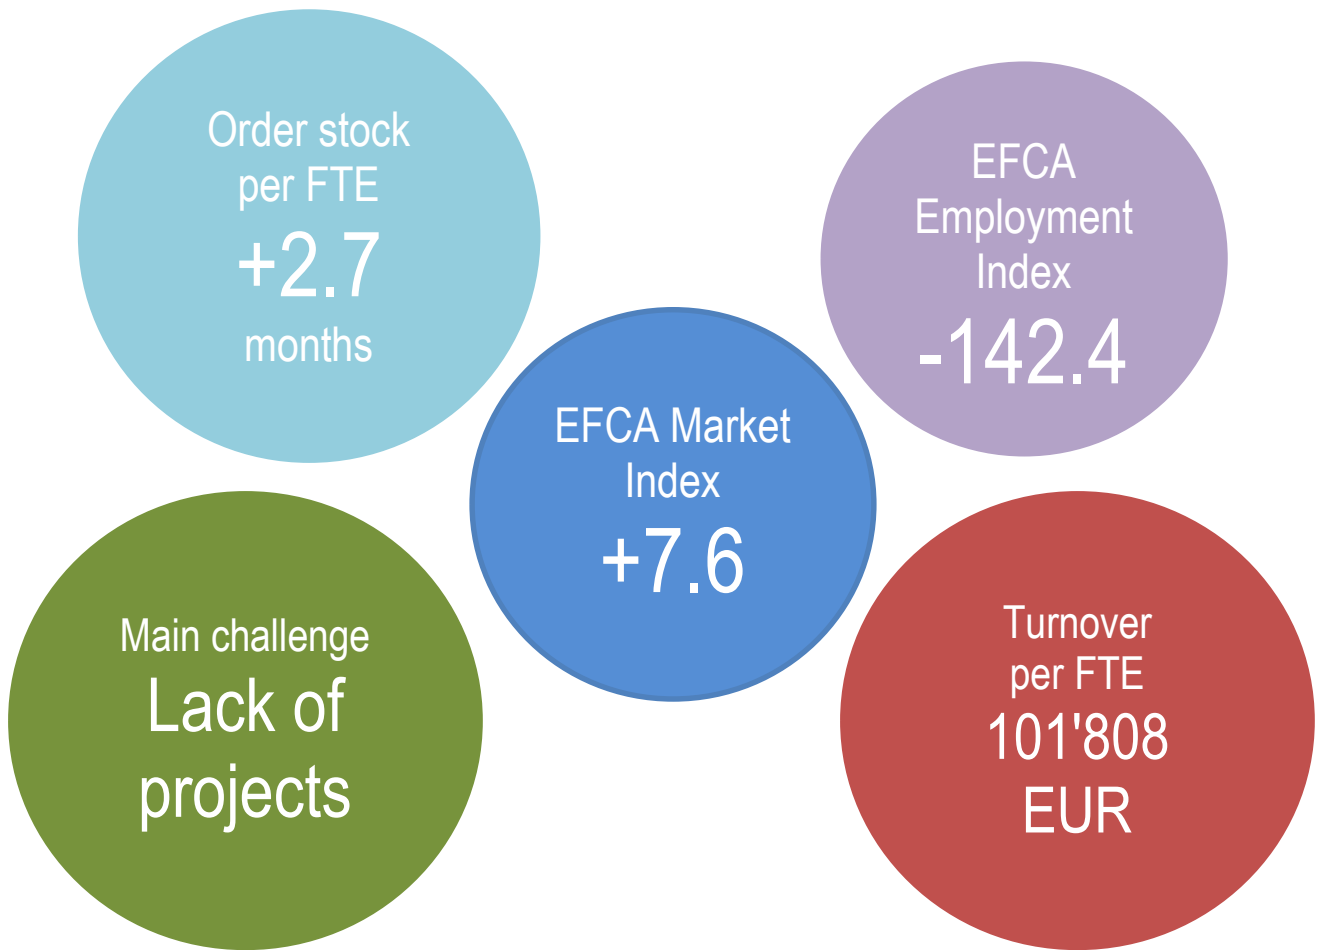 Order stock
per FTE
+2.7
months
EFCA
Employment
Index
-142.4
EFCA Market
Index
+7.6
Main challenge
Lack of
projects
Turnover
per FTE
101'808
EUR